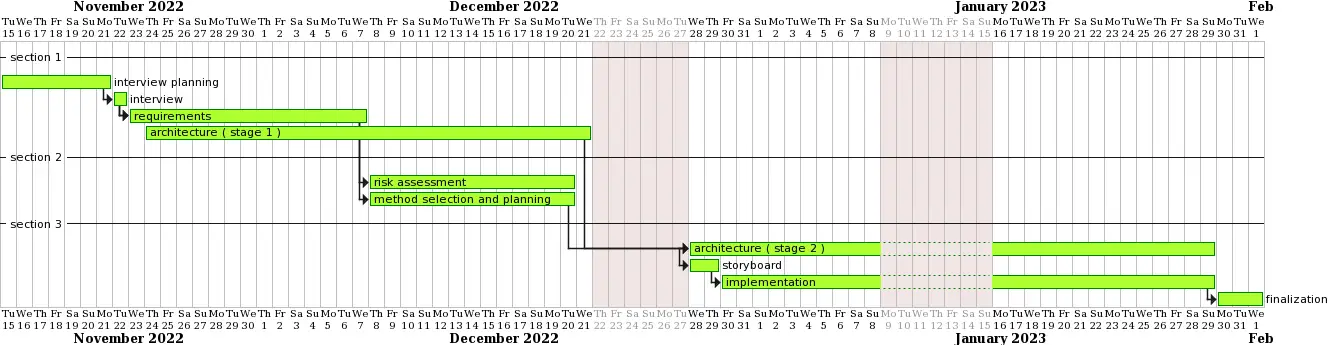 November 2022 December 2022 January 2023 Feb
Tu We Th Fr Sa Su Mo Tu We Th Fr Sa Su Mo Tu We Th Fr Sa Su Mo Tu We Th Fr Sa Su Mo Tu We Th Fr Sa Su Mo Tu We Th Fr Sa Su Mo Tu We Th Fr Sa Su Mo Tu We Th Fr Sa Su Mo Tu We Th Fr Sa Su Mo Tu We Th Fr Sa Su Mo Tu We Th Fr Sa Su Mo Tu We
15 16 17 18 19 20 21 22 23 24 25 26 27 28 29 30 1 2 3 4 5 6 7 8 9 10 11 12 13 14 15 16 17 18 19 20 21 22 23 24 25 26 27 28 29 30 31 1 2 3 4 5 6 7 8 9 10 11 12 13 14 15 16 17 18 19 20 21 22 23 24 25 26 27 28 29 30 31 1
section 1
interview planning
interview
requirements
architecture ( stage 1 )
section 2
risk assessment
method selection and planning
section 3
architecture ( stage 2 )
storyboard
implementation
finalization
Tu We Th Fr Sa Su Mo Tu We Th Fr Sa Su Mo Tu We Th Fr Sa Su Mo Tu We Th Fr Sa Su Mo Tu We Th Fr Sa Su Mo Tu We Th Fr Sa Su Mo Tu We Th Fr Sa Su Mo Tu We Th Fr Sa Su Mo Tu We Th Fr Sa Su Mo Tu We Th Fr Sa Su Mo Tu We Th Fr Sa Su Mo Tu We
15 16 17 18 19 20 21 22 23 24 25 26 27 28 29 30 1 2 3 4 5 6 7 8 9 10 11 12 13 14 15 16 17 18 19 20 21 22 23 24 25 26 27 28 29 30 31 1 2 3 4 5 6 7 8 9 10 11 12 13 14 15 16 17 18 19 20 21 22 23 24 25 26 27 28 29 30 31 1
November 2022 December 2022 January 2023 Feb